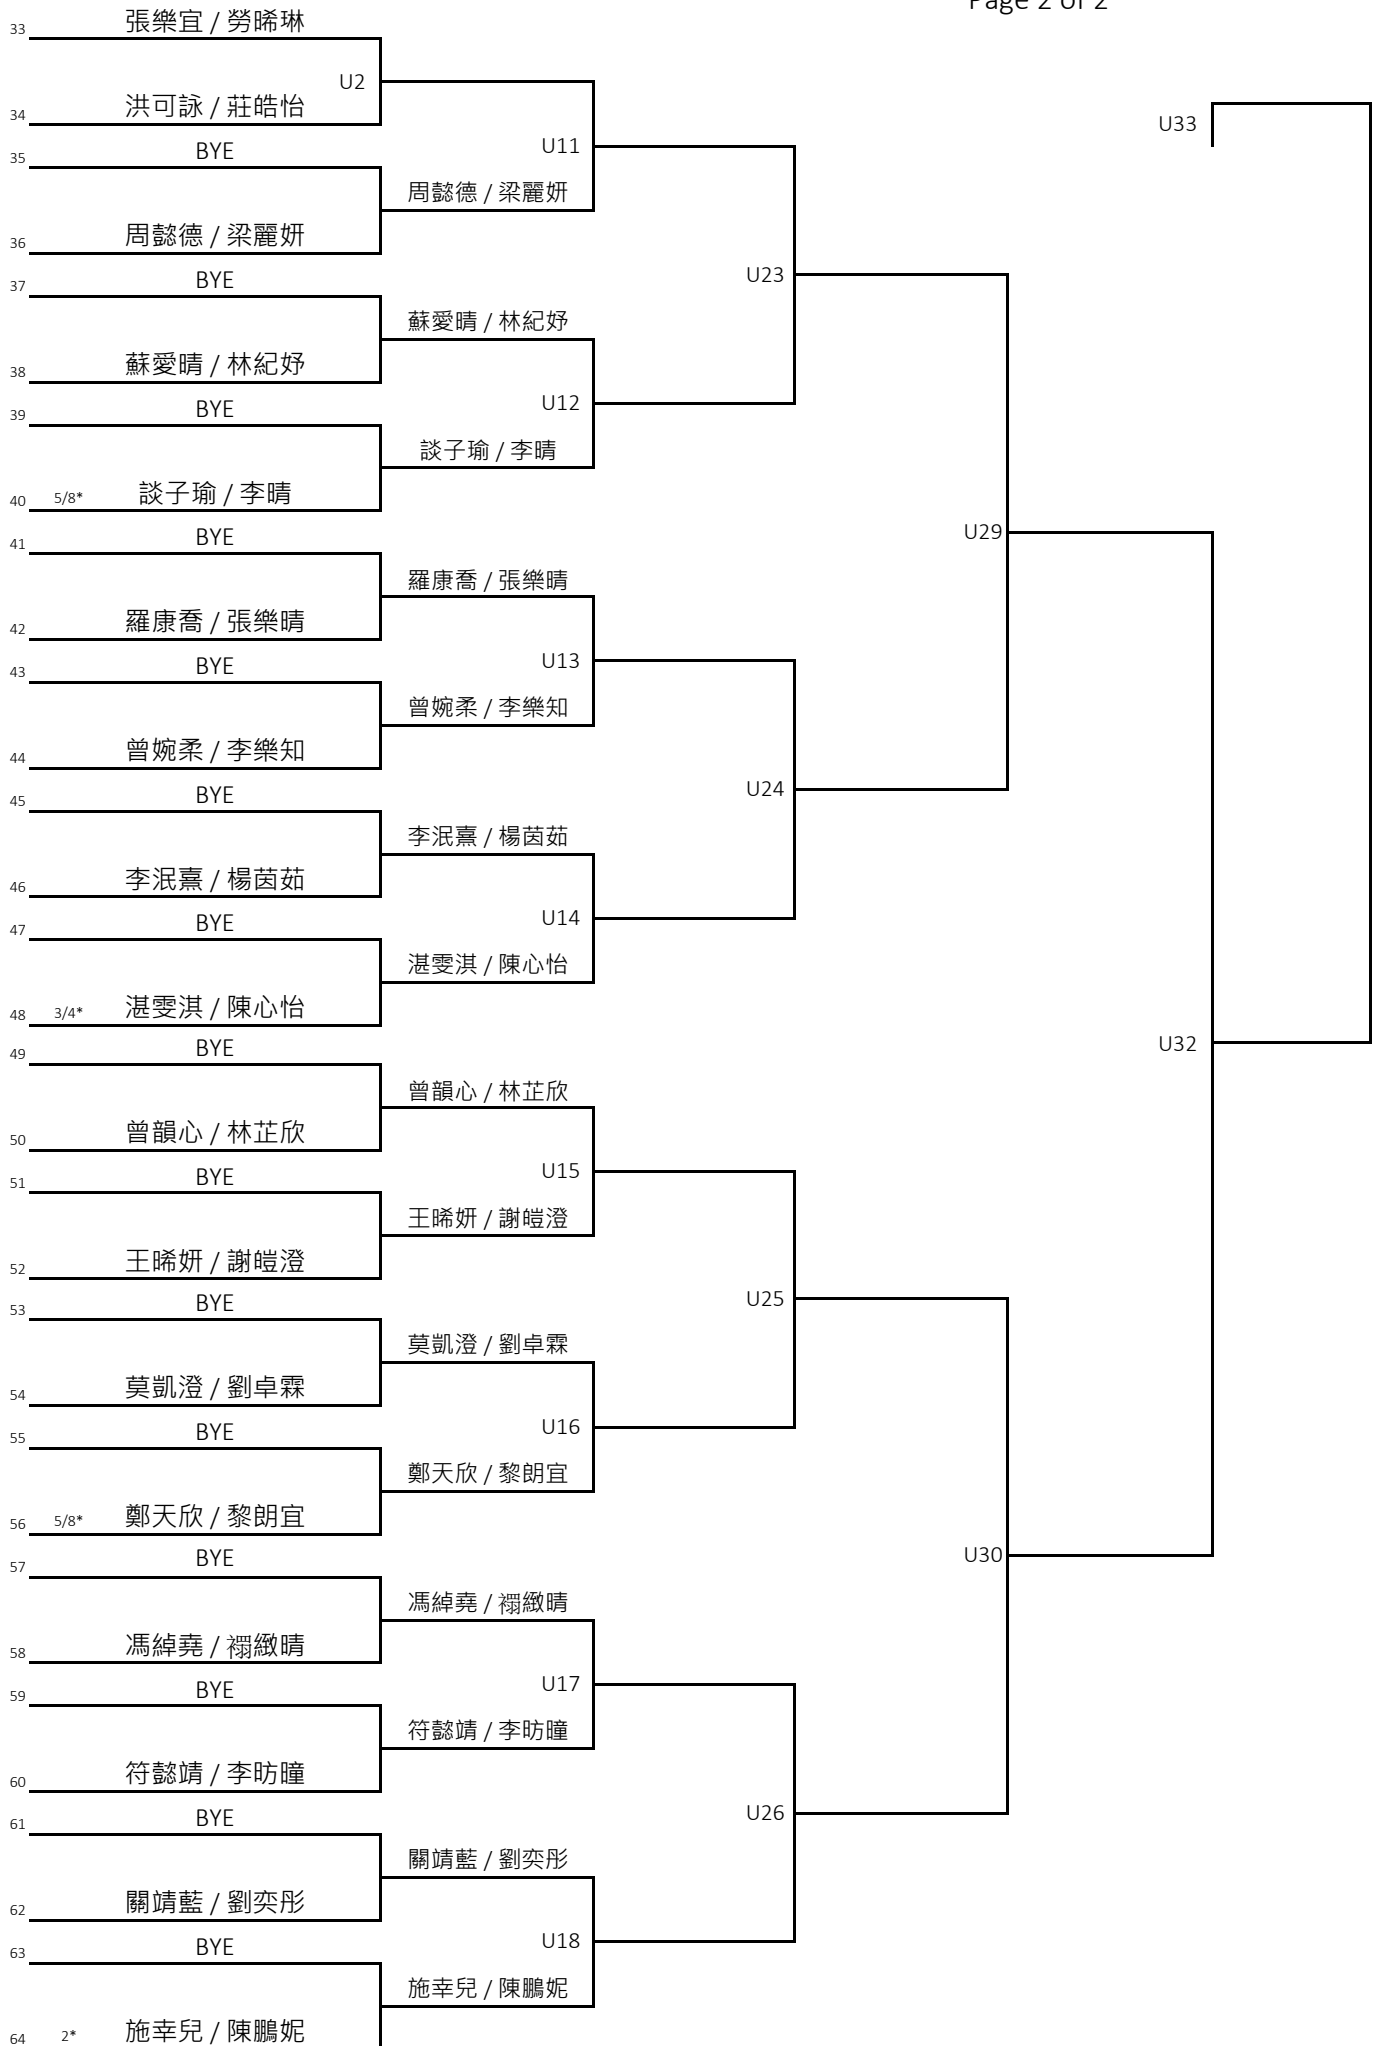 Page 2 of 2
33 張樂宜 / 勞晞琳
U2
34 洪可詠 / 莊皓怡
U33
35 BYE
U11
周懿德 / 梁麗妍
36 周懿德 / 梁麗妍
37 BYE
U23
蘇愛晴 / 林紀妤
38 蘇愛晴 / 林紀妤
39 BYE
U12
談子瑜 / 李晴
40 5/8* 談子瑜 / 李晴
41 BYE
U29
羅康喬 / 張樂晴
42 羅康喬 / 張樂晴
43 BYE
U13
曾婉柔 / 李樂知
44 曾婉柔 / 李樂知
45 BYE
U24
李泯熹 / 楊茵茹
46 李泯熹 / 楊茵茹
47 BYE
U14
湛雯淇 / 陳心怡
48 3/4* 湛雯淇 / 陳心怡
49 BYE
U32
曾韻心 / 林芷欣
50 曾韻心 / 林芷欣
51 BYE
U15
王晞妍 / 謝皚澄
52 王晞妍 / 謝皚澄
53 BYE
U25
莫凱澄 / 劉卓霖
54 莫凱澄 / 劉卓霖
55 BYE
U16
鄭天欣 / 黎朗宜
56 5/8* 鄭天欣 / 黎朗宜
57 BYE
U30
馮綽堯 / 禤緻晴
58 馮綽堯 / 禤緻晴
59 BYE
U17
符懿靖 / 李昉曈
60 符懿靖 / 李昉曈
61 BYE
U26
關靖藍 / 劉奕彤
62 關靖藍 / 劉奕彤
63 BYE
U18
施幸兒 / 陳鵬妮
64 2* 施幸兒 / 陳鵬妮